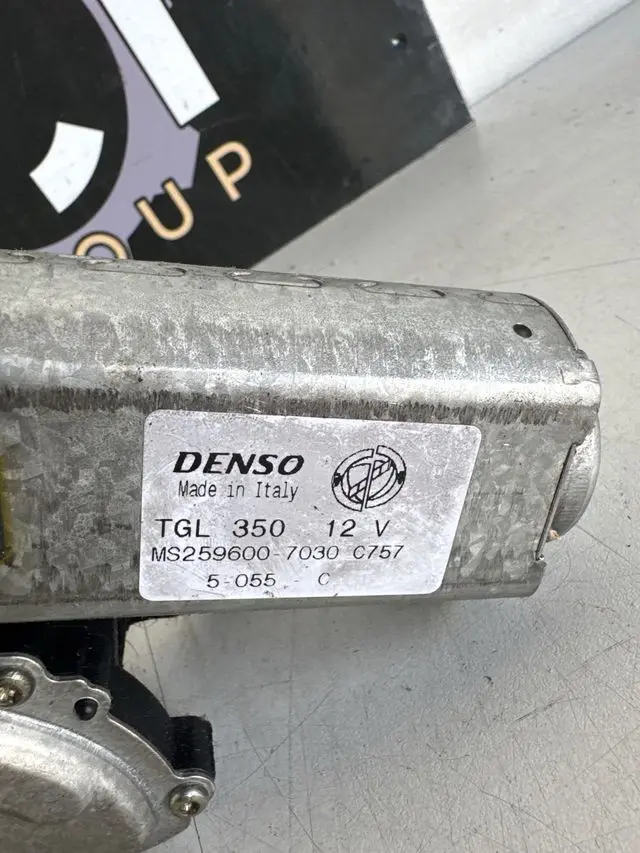 OUP
DENSO
Made in Italy
TGL 350 12 V
MS259600-7030 C757
5-055 - C